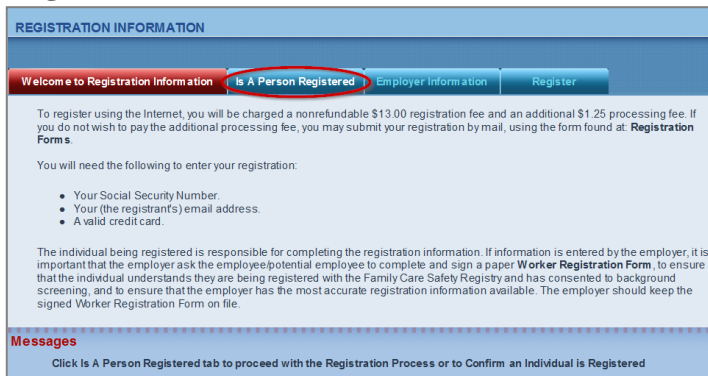 REGISTRATION INFORMATION
Welcome to Registration Information Is A Person Registered Employer Information Register
To register using the Internet, you will be charged a nonrefundable $13.00 registration fee and an additional $1.25 processing fee. If
you do not wish to pay the additional processing fee, you may submit your registration by mail, using the form found at: Registration
Forms.
You will need the following to enter your registration:
● Your Social Security Number.
● Your (the registrant's) email address.
● A valid credit card.
The individual being registered is responsible for completing the registration information. If information is entered by the employer, it is
important that the employer ask the employee/potential employee to complete and sign a paper Worker Registration Form, to ensure
that the individual understands they are being registered with the Family Care Safety Registry and has consented to background
screening, and to ensure that the employer has the most accurate registration information available. The employer should keep the
signed Worker Registration Form on file.
Messages
Click Is A Person Registered tab to proceed with the Registration Process or to Confirm an Individual is Registered